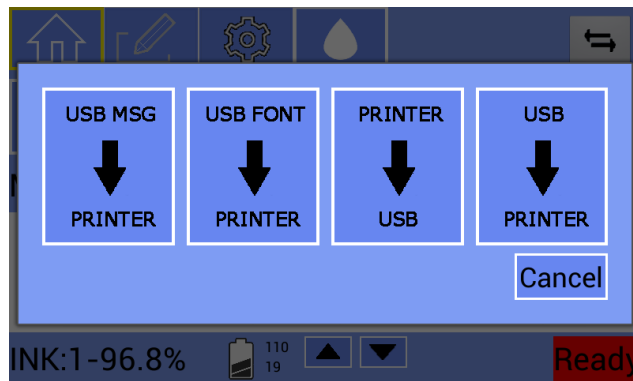 USB MSG
PRINTER
USB FONT
PRINTER
PRINTER
USB
USB
PRINTER
Cancel
INK:1-96.8%
110
19
Ready